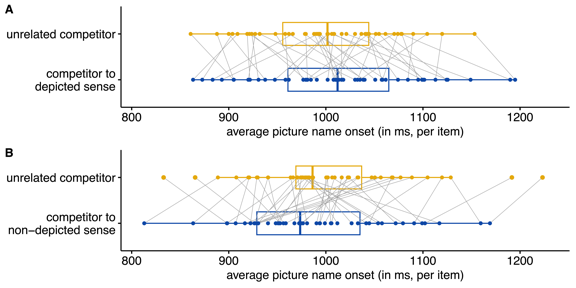 A
unrelated competitor
competitor to
depicted sense
800 900 1000 1100 1200
average picture name onset (in ms, per item)
B
unrelated competitor
competitor to
non−depicted sense
800 900 1000 1100 1200
average picture name onset (in ms, per item)